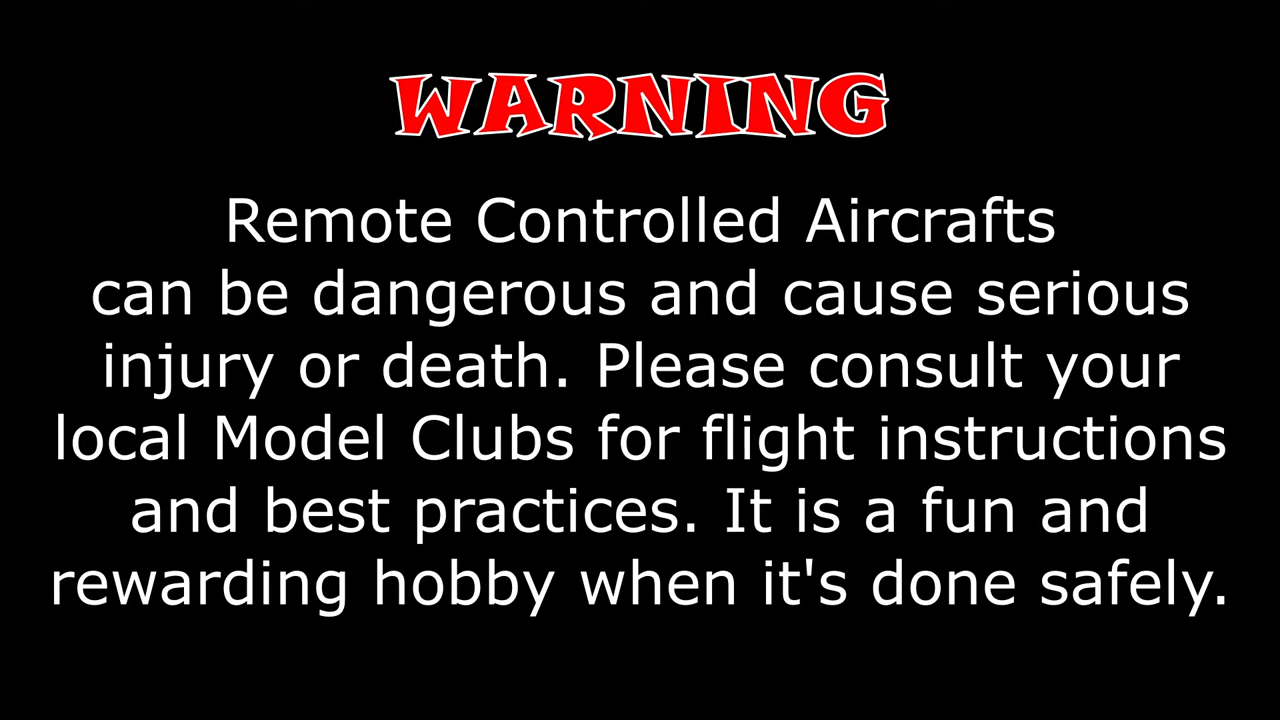 WARNING
Remote Controlled Aircrafts
can be dangerous and cause serious
injury or death. Please consult your
local Model Clubs for flight instructions
and best practices. It is a fun and
rewarding hobby when it's done safely.